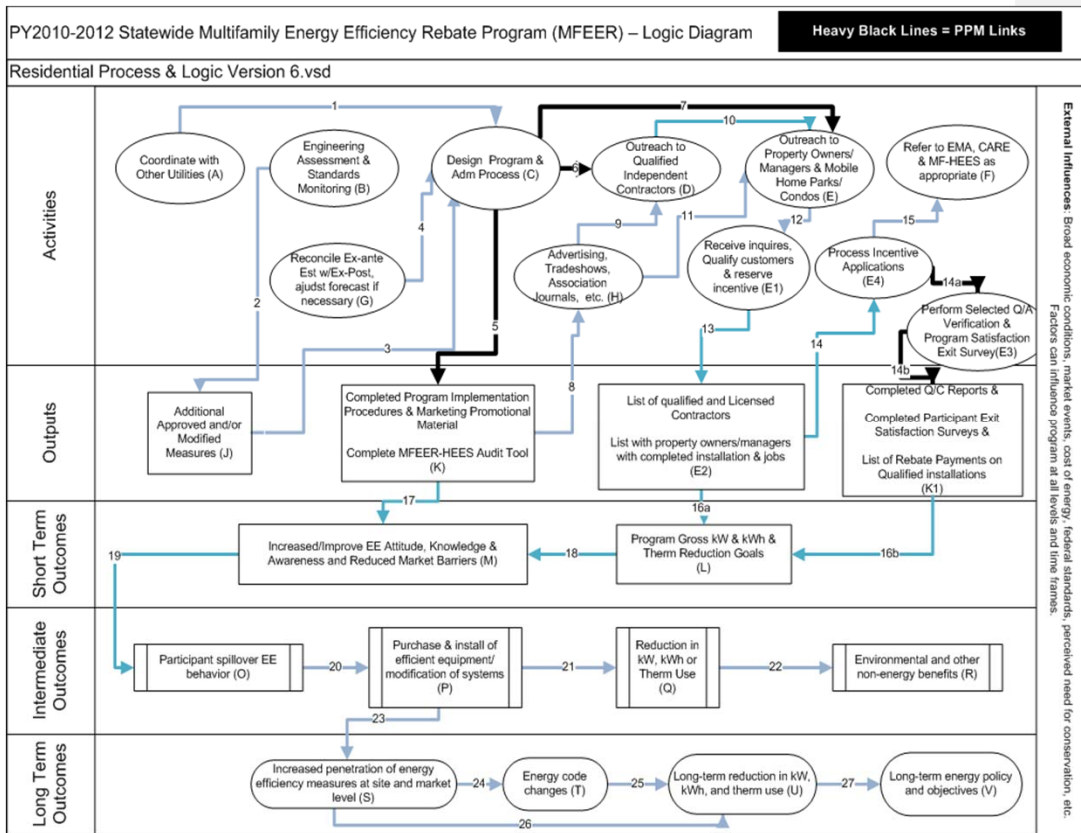 PY2010-2012 Statewide Multifamily Energy Efficiency Rebate Program (MFEER) – Logic Diagram
Heavy Black Lines = PPM Links
Residential Process & Logic Version 6.vsd
Activities
1
7
10
Coordinate with
Other Utilities (A)
Engineering
Assessment &
Standards
Monitoring (B)
Design Program &
Adm Process (C)
6
Outreach to
Qualified
Independent
Contractors (D)
Outreach to
Property Owners/
Managers & Mobile
Home Parks/
Condos (E)
Refer to EMA, CARE
& MF-HEES as
appropriate (F)
2
4
9
11
12
15
Reconcile Ex-ante
Est w/Ex-Post,
ajudst forecast if
necessary (G)
Advertising,
Tradeshows,
Association
Journals, etc. (H)
Receive inquires,
Qualify customers
& reserve
incentive (E1)
Process Incentive
Applications
(E4)
14a
Perform Selected Q/A
Verification &
Program Satisfaction
Exit Survey(E3)
3
5
8
13
14
14b
Outputs
Additional
Approved and/or
Modified
Measures (J)
Completed Program Implementation
Procedures & Marketing Promotional
Material
Complete MFEER-HEES Audit Tool
(K)
List of qualified and Licensed
Contractors
List with property owners/managers
with completed installation & jobs
(E2)
Completed Q/C Reports &
Completed Participant Exit
Satisfaction Surveys &
List of Rebate Payments on
Qualified installations
(K1)
17
16a
16b
Short Term
Outcomes
19
Increased/Improve EE Attitude, Knowledge &
Awareness and Reduced Market Barriers (M)
18
Program Gross kW & kWh &
Therm Reduction Goals
(L)
Intermediate
Outcomes
Participant spillover EE
behavior (O)
20
Purchase & install of
efficient equipment/
modification of systems
(P)
21
Reduction in
kW, kWh or
Therm Use
(Q)
22
Environmental and other
non-energy benefits (R)
23
Long Term
Outcomes
Increased penetration of energy
efficiency measures at site and market
level (S)
24
Energy code
changes (T)
25
Long-term reduction in kW,
kWh, and therm use (U)
27
Long-term energy policy
and objectives (V)
26
External Influences: Broad economic conditions, market events, cost of energy, federal standards, perceived need for conservation, etc.
Factors can influence program at all levels and time frames.